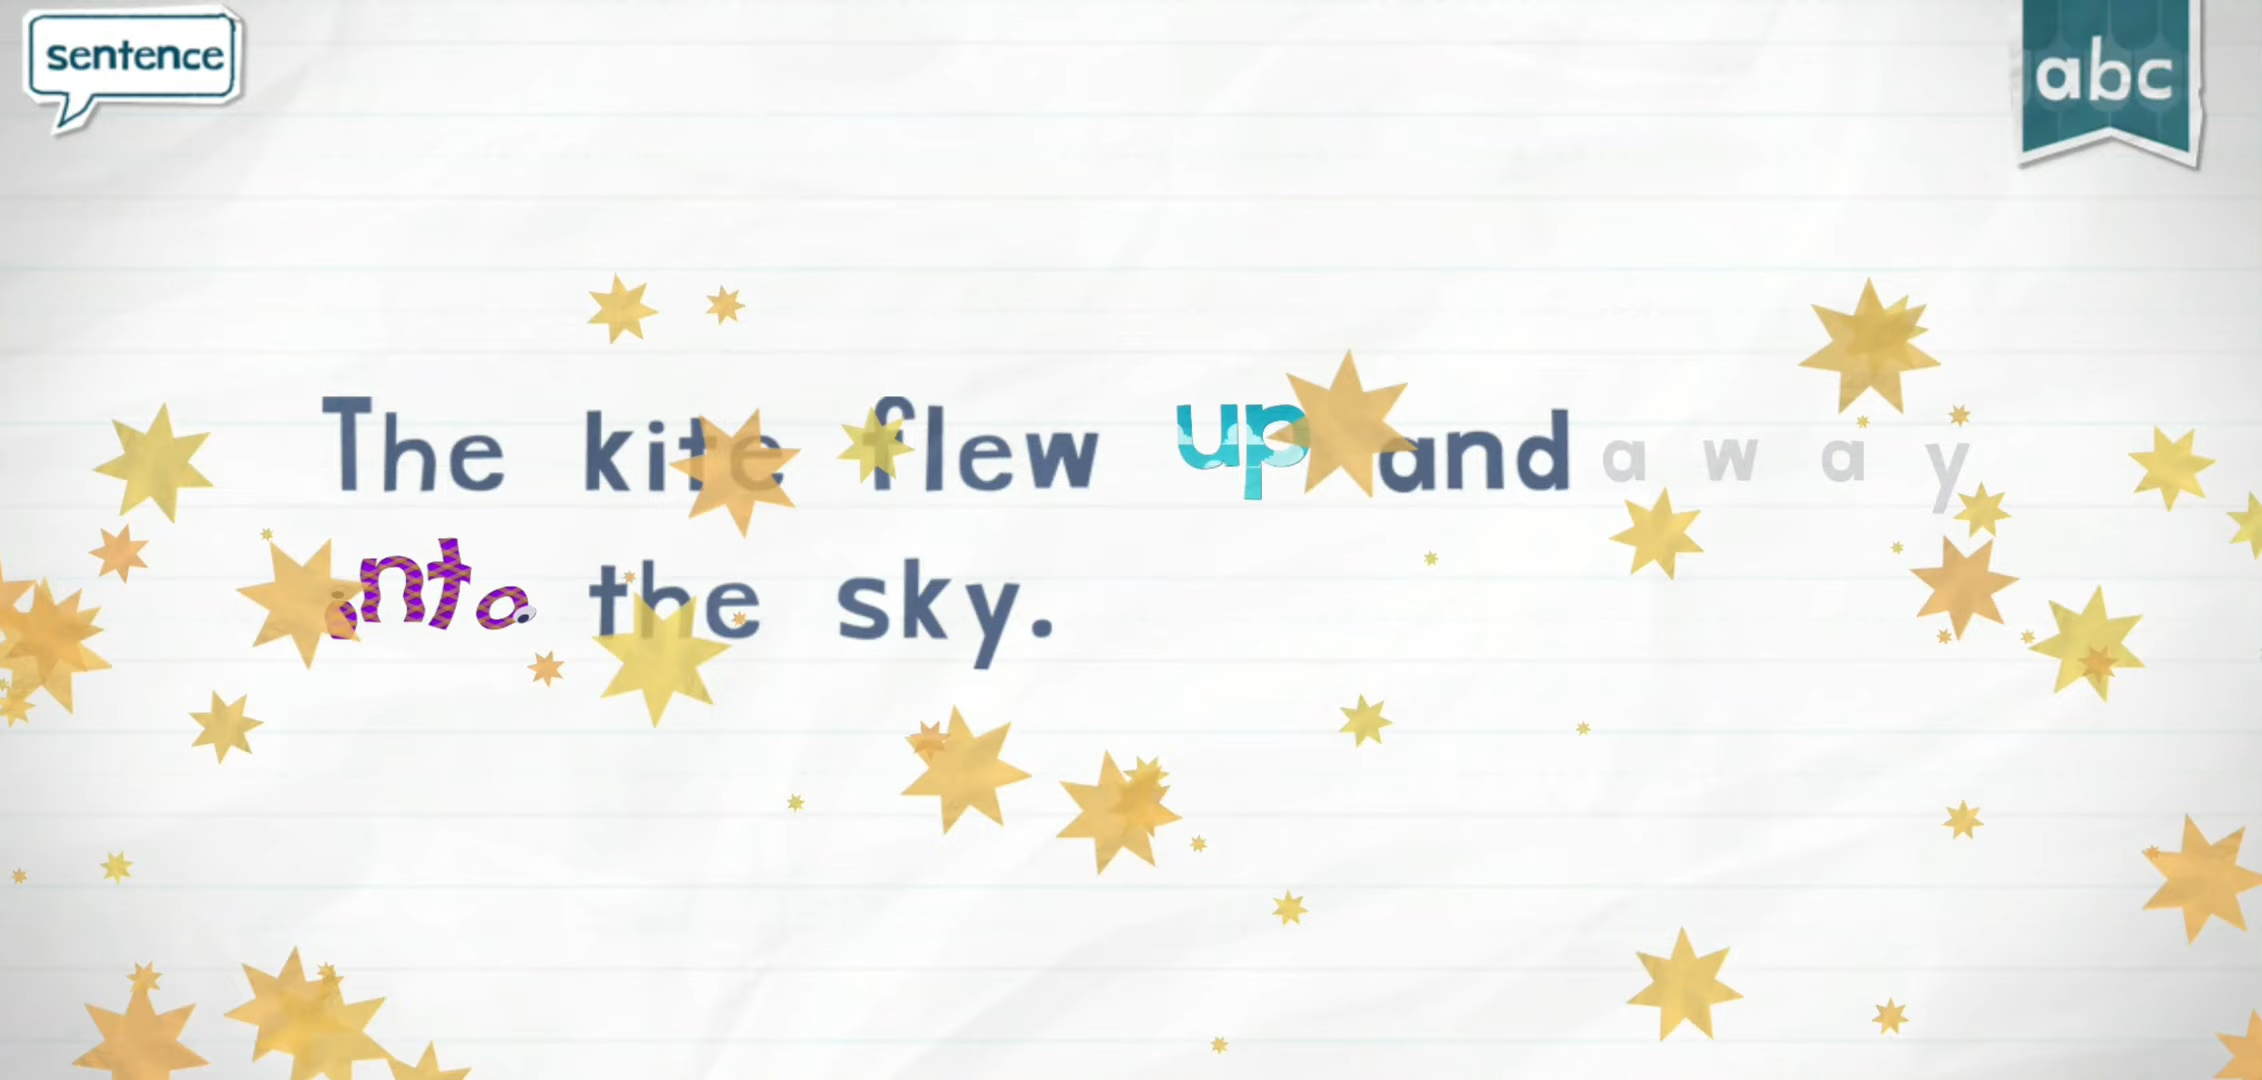 sentence
abc
The kite flew up and away
into the sky.